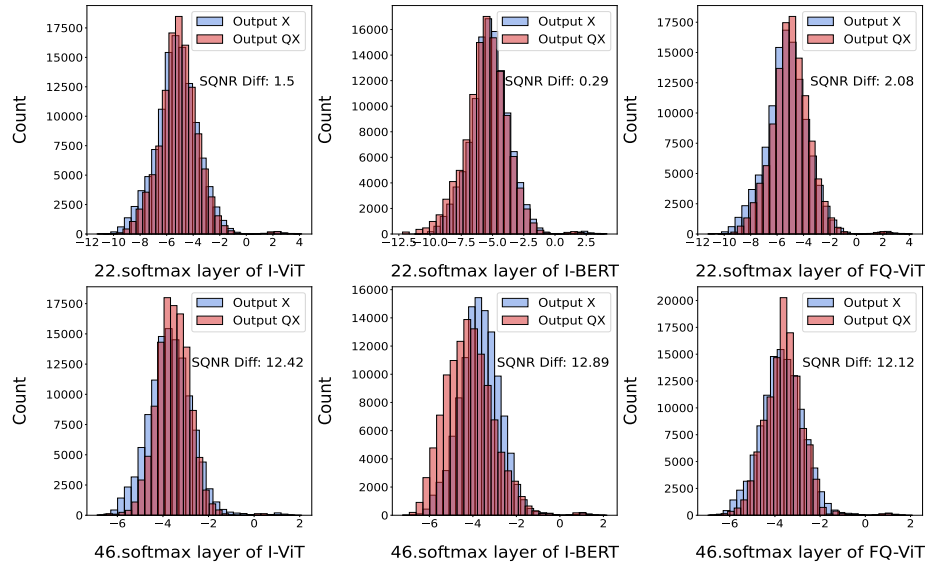 Output X
Output QX
SQNR Diff: 1.5
Count
17500
15000
12500
10000
7500
5000
2500
0
−12 −10 −8 −6 −4 −2 0 2 4
22.softmax layer of I-ViT
Output X
Output QX
SQNR Diff: 0.29
Count
16000
14000
12000
10000
8000
6000
4000
2000
0
−12.5 −10.0 −7.5 −5.0 −2.5 0.0 2.5
22.softmax layer of I-BERT
Output X
Output QX
SQNR Diff: 2.08
Count
17500
15000
12500
10000
7500
5000
2500
0
−12 −10 −8 −6 −4 −2 0 2 4
22.softmax layer of FQ-ViT
Output X
Output QX
SQNR Diff: 12.42
Count
17500
15000
12500
10000
7500
5000
2500
0
−6 −4 −2 0 2
46.softmax layer of I-ViT
Output X
Output QX
SQNR Diff: 12.89
Count
16000
14000
12000
10000
8000
6000
4000
2000
0
−6 −4 −2 0 2
46.softmax layer of I-BERT
Output X
Output QX
SQNR Diff: 12.12
Count
20000
17500
15000
12500
10000
7500
5000
2500
0
−6 −4 −2 0 2
46.softmax layer of FQ-ViT